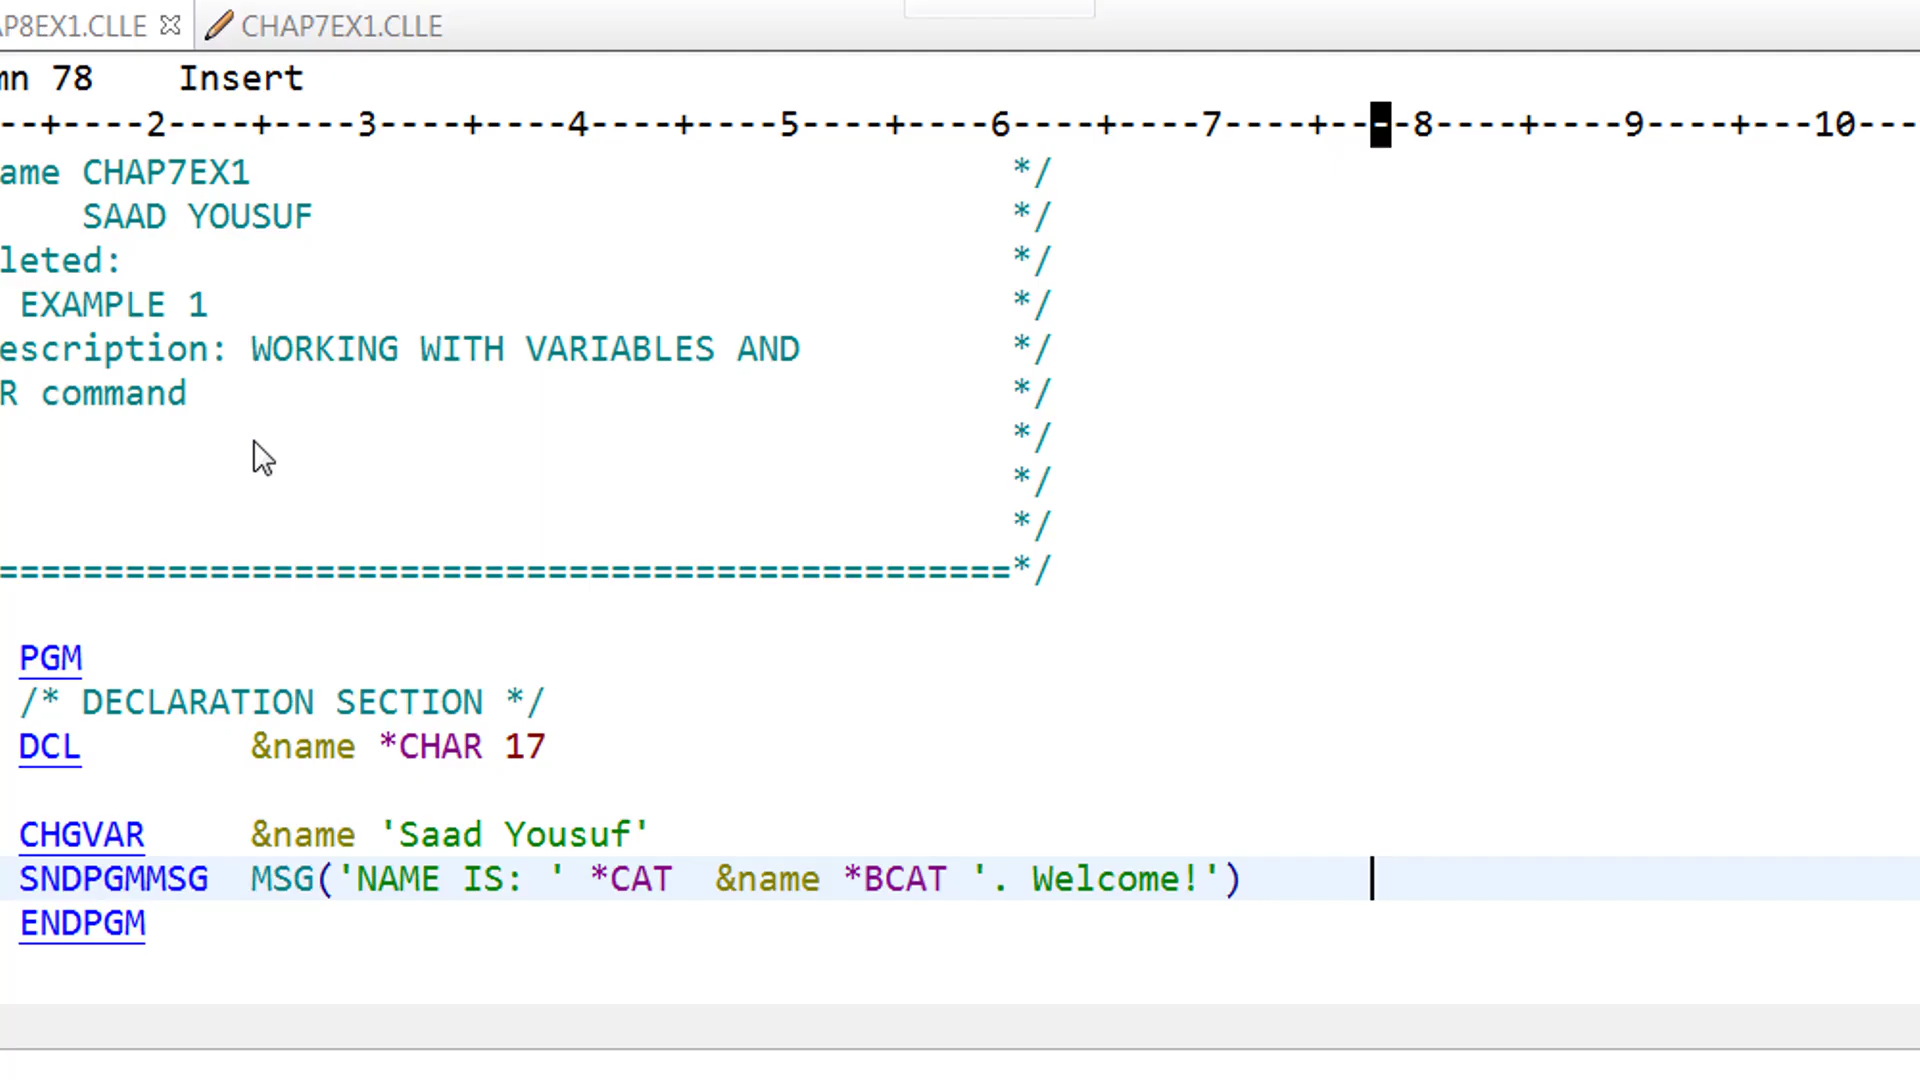 AP8EX1.CLLE CHAP7EX1.CLLE
mn 78 Insert
--+----2----+----3----+----4----+----5----+----6----+----7----+----8----+----9----+---10---
ame CHAP7EX1 */
SAAD YOUSUF */
leted: */
EXAMPLE 1 */
escription: WORKING WITH VARIABLES AND */
R command */
*/
*/
*/
================================================*/
PGM
/* DECLARATION SECTION */
DCL &name *CHAR 17
CHGVAR &name 'Saad Yousuf'
SNDPGMMSG MSG('NAME IS: ' *CAT &name *BCAT '. Welcome!')
ENDPGM